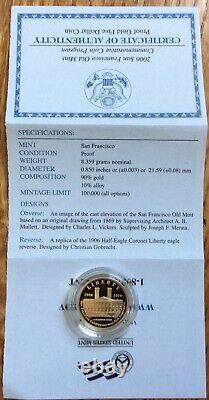 CERTIFICATE OF AUTHENTICITY
Commemorative Coin Program
2006 San Francisco Old Mint
Proof Gold Five Dollar Coin
SPECIFICATIONS:
MINT San Francisco
CONDITION Proof
WEIGHT 8.359 grams nominal
DIAMETER 0.850 inches or (±0.003) or 21.59 (±0.08) mm
COMPOSITION 90% gold
10% alloy
MINTAGE LIMIT 100,000 (all options)
DESIGNS
Obverse: An image of the east elevation of the San Francisco Old Mint
based on an original drawing from 1869 by Supervising Architect A. B.
Mullett. Designed by Charles L. Vickers. Sculpted by Joseph F. Menna.
Reverse: A replica of the 1906 Half-Eagle Coronet Liberty eagle
reverse. Designed by Christian Gobrecht.
LIBERTY
1906 2006
UNITED STATES MINT